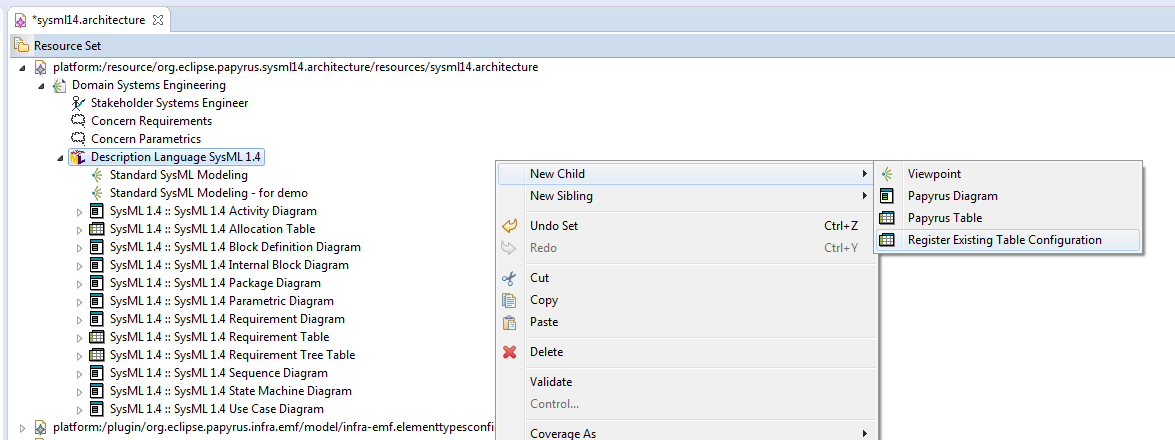 *sysml14.architecture
Resource Set
platform:/resource/org.eclipse.papyrus.sysml14.architecture/resources/sysml14.architecture
Domain Systems Engineering
Stakeholder Systems Engineer
Concern Requirements
Concern Parametrics
Description Language SysML 1.4
Standard SysML Modeling
Standard SysML Modeling - for demo
SysML 1.4 :: SysML 1.4 Activity Diagram
SysML 1.4 :: SysML 1.4 Allocation Table
SysML 1.4 :: SysML 1.4 Block Definition Diagram
SysML 1.4 :: SysML 1.4 Internal Block Diagram
SysML 1.4 :: SysML 1.4 Package Diagram
SysML 1.4 :: SysML 1.4 Parametric Diagram
SysML 1.4 :: SysML 1.4 Requirement Diagram
SysML 1.4 :: SysML 1.4 Requirement Table
SysML 1.4 :: SysML 1.4 Requirement Tree Table
SysML 1.4 :: SysML 1.4 Sequence Diagram
SysML 1.4 :: SysML 1.4 State Machine Diagram
SysML 1.4 :: SysML 1.4 Use Case Diagram
platform:/plugin/org.eclipse.papyrus.infra.emf/model/infra-emf.elementtypesconfi
New Child
New Sibling
Undo Set Ctrl+Z
Redo Ctrl+Y
Cut
Copy
Paste
Delete
Validate
Control...
Coverage As
Viewpoint
Papyrus Diagram
Papyrus Table
Register Existing Table Configuration